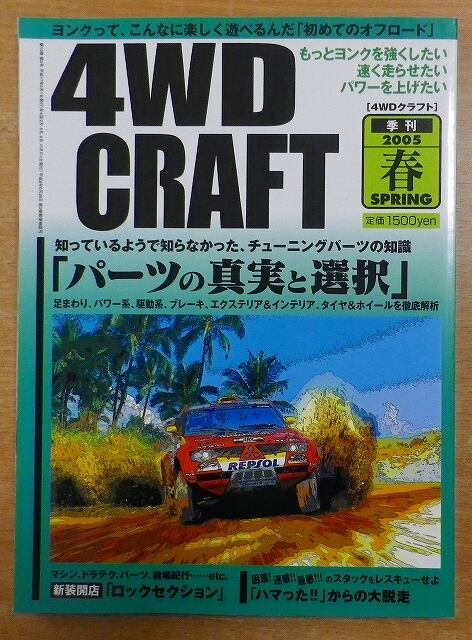 ヨンクって、こんなに楽しく遊べるんだ「初めてのオフロード」
もっとヨンクを強くしたい
速く走らせたい
パワーを上げたい
4WD
CRAFT
[4WDクラフト]
季刊
2005
春
SPRING
定価1500yen
知っているようで知らなかった、チューニングパーツの知識
「パーツの真実と選択」
足まわり、パワー系、駆動系、ブレーキ、エクステリア&インテリア、タイヤ&ホイールを徹底解析
REPSOL
マシン、ドラテク、パーツ、岩場紀行……etc.
新装開店「ロックセクション」
困惑! 迷惑!! 最悪!!! のスタックをレスキューせよ
「ハマった!!」からの大脱走